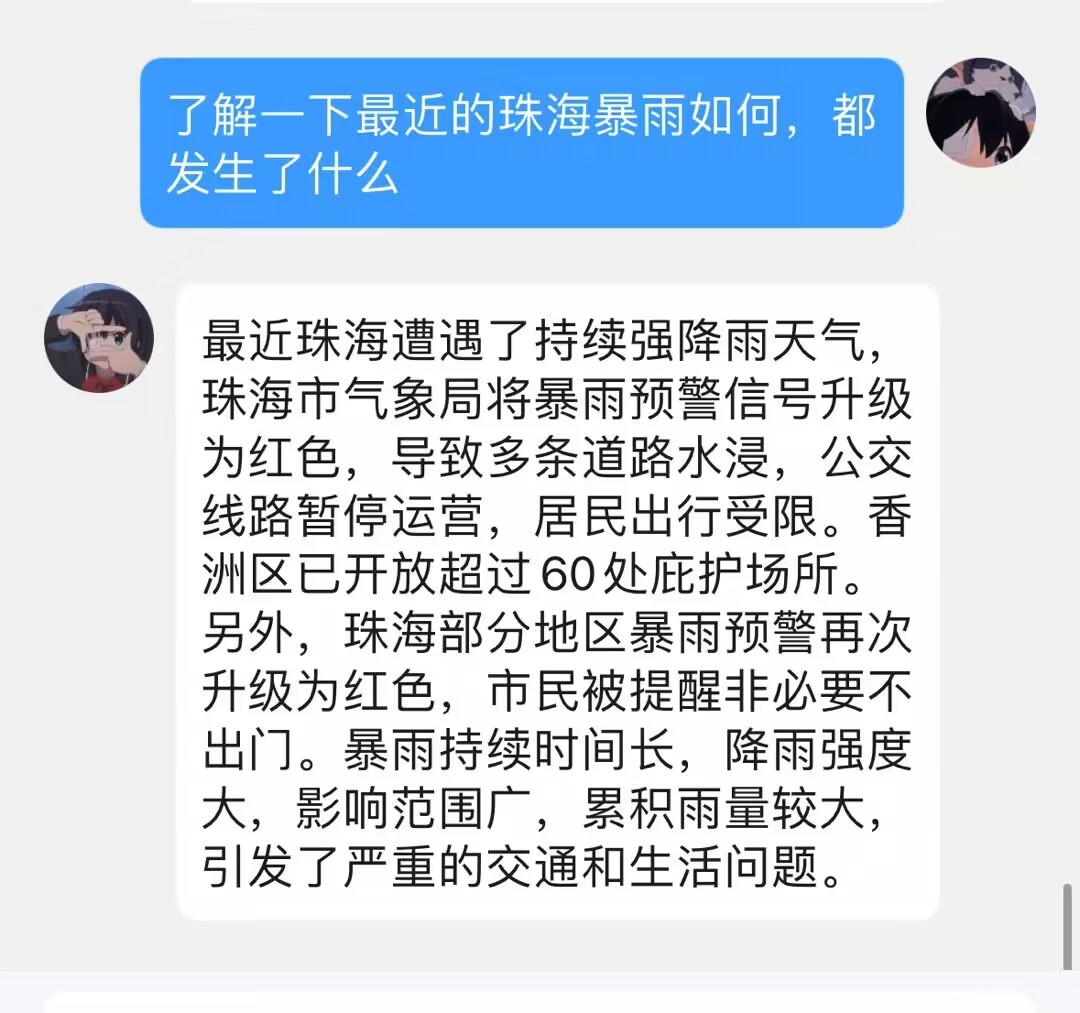 了解一下最近的珠海暴雨如何，都
发生了什么
最近珠海遭遇了持续强降雨天气，
珠海市气象局将暴雨预警信号升级
为红色，导致多条道路水浸，公交
线路暂停运营，居民出行受限。香
洲区已开放超过60处庇护场所。
另外，珠海部分地区暴雨预警再次
升级为红色，市民被提醒非必要不
出门。暴雨持续时间长，降雨强度
大，影响范围广，累积雨量较大，
引发了严重的交通和生活问题。